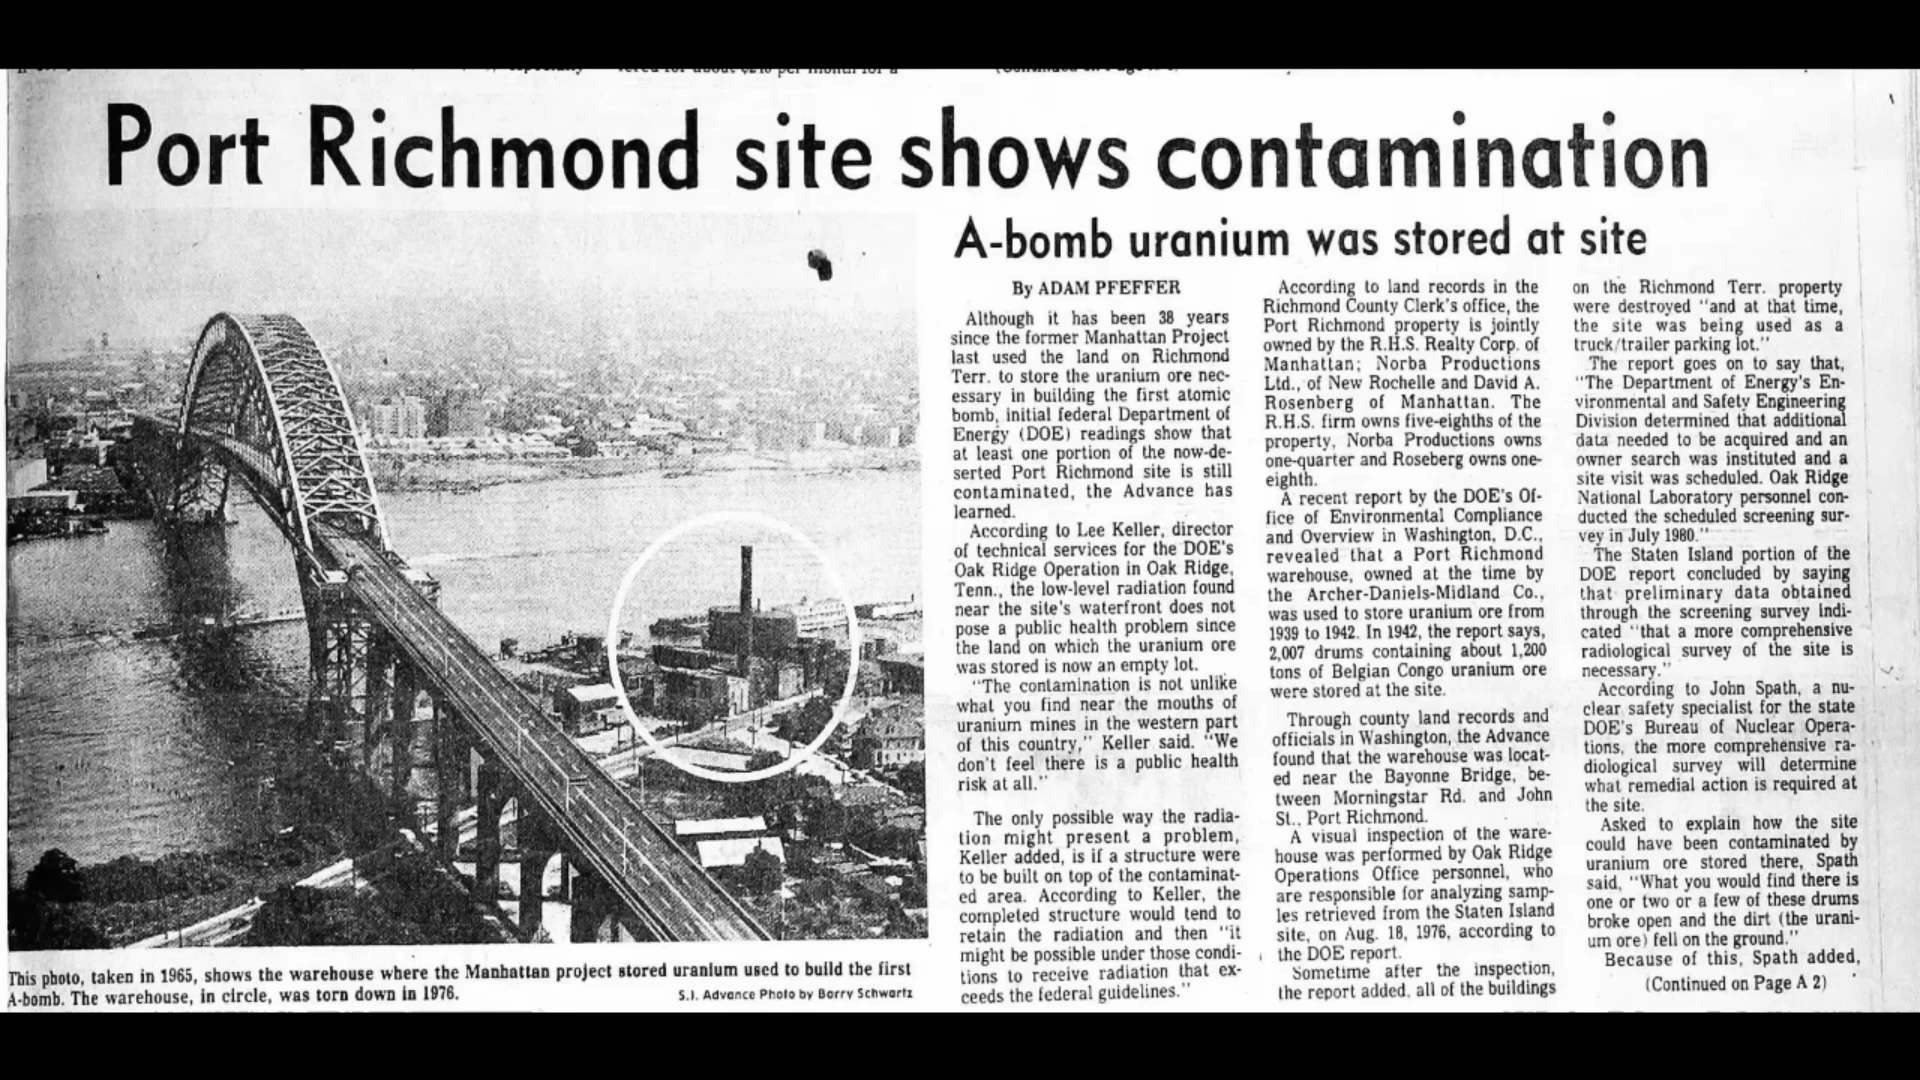 Port Richmond site shows contamination
A-bomb uranium was stored at site
By ADAM PFEFFER
Although it has been 38 years
since the former Manhattan Project
last used the land on Richmond
Terr. to store the uranium ore nec-
essary in building the first atomic
bomb, initial federal Department of
Energy (DOE) readings show that
at least one portion of the now-de-
serted Port Richmond site is still
contaminated, the Advance has
learned.
According to Lee Keller, director
of technical services for the DOE's
Oak Ridge Operation in Oak Ridge,
Tenn., the low-level radiation found
near the site's waterfront does not
pose a public health problem since
the land on which the uranium ore
was stored is now an empty lot.
"The contamination is not unlike
what you find near the mouths of
uranium mines in the western part
of this country," Keller said. "We
don't feel there is a public health
risk at all."
The only possible way the radia-
tion might present a problem,
Keller added, is if a structure were
to be built on top of the contaminat-
ed area. According to Keller, the
completed structure would tend to
retain the radiation and then "it
might be possible under those condi-
tions to receive radiation that ex-
ceeds the federal guidelines."
According to land records in the
Richmond County Clerk's office, the
Port Richmond property is jointly
owned by the R.H.S. Realty Corp. of
Manhattan; Norba Productions
Ltd., of New Rochelle and David A.
Rosenberg of Manhattan. The
R.H.S. firm owns five-eighths of the
property, Norba Productions owns
one-quarter and Roseberg owns one-
eighth.
A recent report by the DOE's Of-
fice of Environmental Compliance
and Overview in Washington, D.C.,
revealed that a Port Richmond
warehouse, owned at the time by
the Archer-Daniels-Midland Co.,
was used to store uranium ore from
1939 to 1942. In 1942, the report says,
2,007 drums containing about 1,200
tons of Belgian Congo uranium ore
were stored at the site.
Through county land records and
officials in Washington, the Advance
found that the warehouse was locat-
ed near the Bayonne Bridge, be-
tween Morningstar Rd. and John
St., Port Richmond.
A visual inspection of the ware-
house was performed by Oak Ridge
Operations Office personnel, who
are responsible for analyzing samp-
les retrieved from the Staten Island
site, on Aug. 18, 1976, according to
the DOE report.
Sometime after the inspection,
the report added, all of the buildings
on the Richmond Terr. property
were destroyed "and at that time,
the site was being used as a
truck/trailer parking lot."
The report goes on to say that,
"The Department of Energy's En-
vironmental and Safety Engineering
Division determined that additional
data needed to be acquired and an
owner search was instituted and a
site visit was scheduled. Oak Ridge
National Laboratory personnel con-
ducted the scheduled screening sur-
vey in July 1980."
The Staten Island portion of the
DOE report concluded by saying
that preliminary data obtained
through the screening survey indi-
cated "that a more comprehensive
radiological survey of the site is
necessary."
According to John Spath, a nu-
clear safety specialist for the state
DOE's Bureau of Nuclear Opera-
tions, the more comprehensive ra-
diological survey will determine
what remedial action is required at
the site.
Asked to explain how the site
could have been contaminated by
uranium ore stored there, Spath
said, "What you would find there is
one or two or a few of these drums
broke open and the dirt (the urani-
um ore) fell on the ground."
Because of this, Spath added,
(Continued on Page A 2)
This photo, taken in 1965, shows the warehouse where the Manhattan project stored uranium used to build the first
A-bomb. The warehouse, in circle, was torn down in 1976.
S.I. Advance Photo by Barry Schwartz